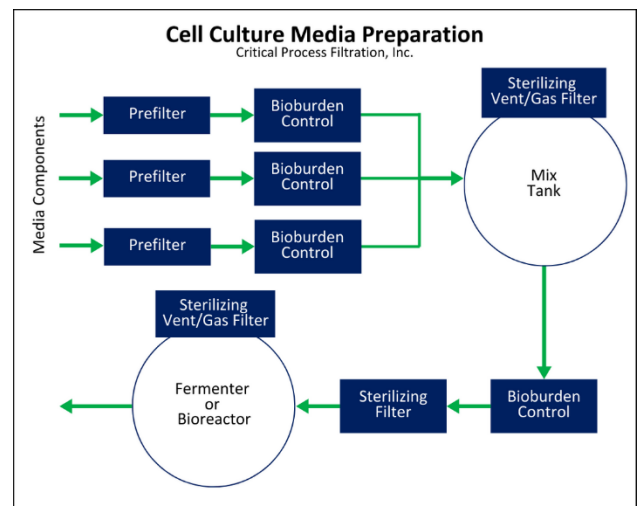 Cell Culture Media Preparation
Critical Process Filtration, Inc.
Sterilizing
Vent/Gas Filter
Media Components
Prefilter
Bioburden
Control
Prefilter
Bioburden
Control
Prefilter
Bioburden
Control
Mix
Tank
Sterilizing
Vent/Gas Filter
Fermenter
or
Bioreactor
Sterilizing
Filter
Bioburden
Control